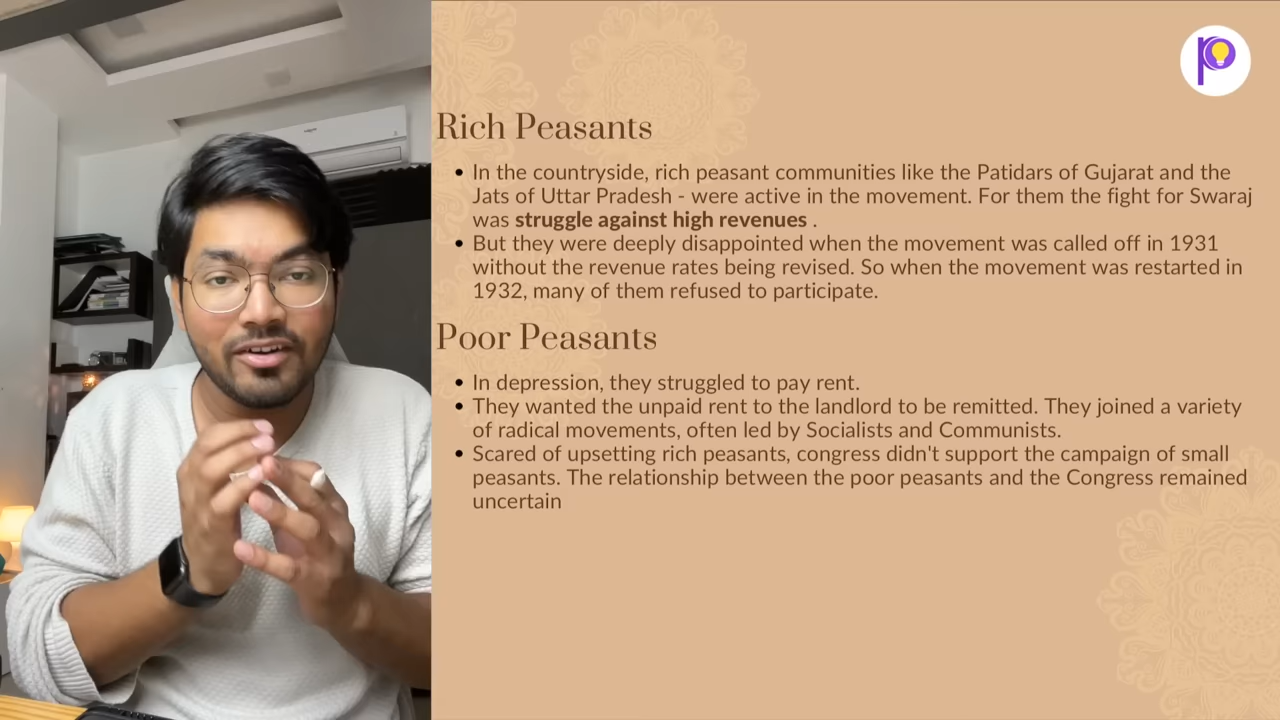 Rich Peasants
• In the countryside, rich peasant communities like the Patidars of Gujarat and the
Jats of Uttar Pradesh - were active in the movement. For them the fight for Swaraj
was struggle against high revenues .
• But they were deeply disappointed when the movement was called off in 1931
without the revenue rates being revised. So when the movement was restarted in
1932, many of them refused to participate.
Poor Peasants
• In depression, they struggled to pay rent.
• They wanted the unpaid rent to the landlord to be remitted. They joined a variety
of radical movements, often led by Socialists and Communists.
• Scared of upsetting rich peasants, congress didn't support the campaign of small
peasants. The relationship between the poor peasants and the Congress remained
uncertain